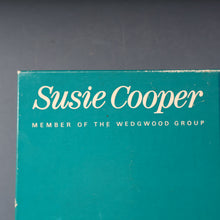 Susie Cooper
MEMBER OF THE WEDGWOOD GROUP